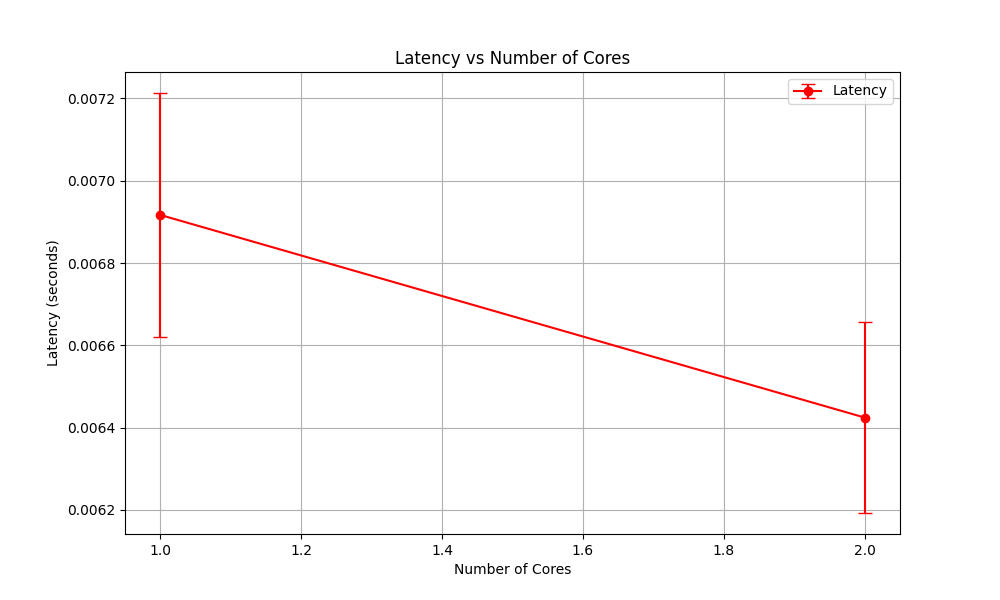 Latency vs Number of Cores
Latency
Latency (seconds)
0.0072
0.0070
0.0068
0.0066
0.0064
0.0062
1.0 1.2 1.4 1.6 1.8 2.0
Number of Cores